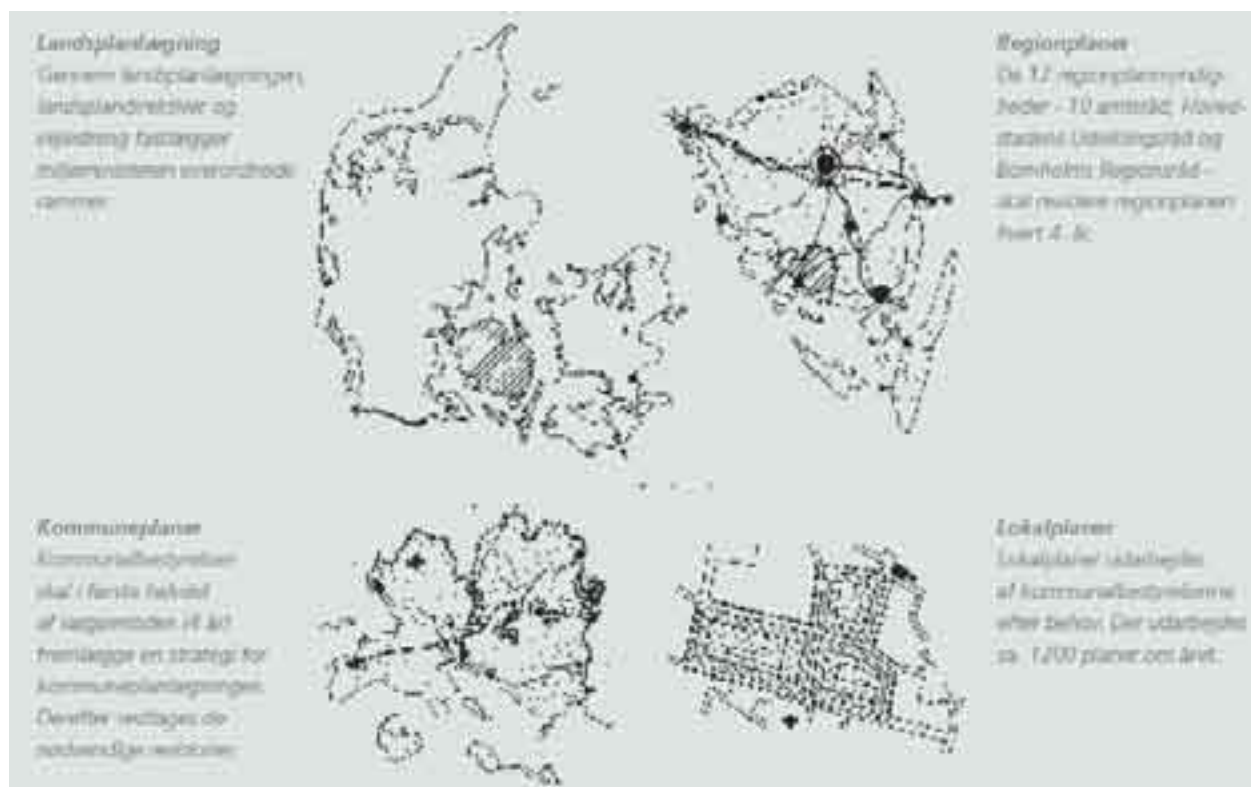 Landsplanlægning
Gennem landsplanlægningen,
landsplandirektiver og
vejledning fastlægger
miljøministeren overordnede
rammer.
Regionplaner
De 12 regionplanmyndig-
heder - 10 amtsråd, Hoved-
stadens Udviklingsråd og
Bornholms Regionsråd -
skal revidere regionplanen
hvert 4. år.
Kommuneplaner
Kommunalbestyrelsen
skal i første halvdel
af valgperioden (4 år)
fremlægge en strategi for
kommuneplanlægningen.
Derefter vedtages de
nødvendige revisioner.
Lokalplaner
Lokalplaner udarbejdes
af kommunalbestyrelserne
efter behov. Der udarbejdes
ca. 1200 planer om året.